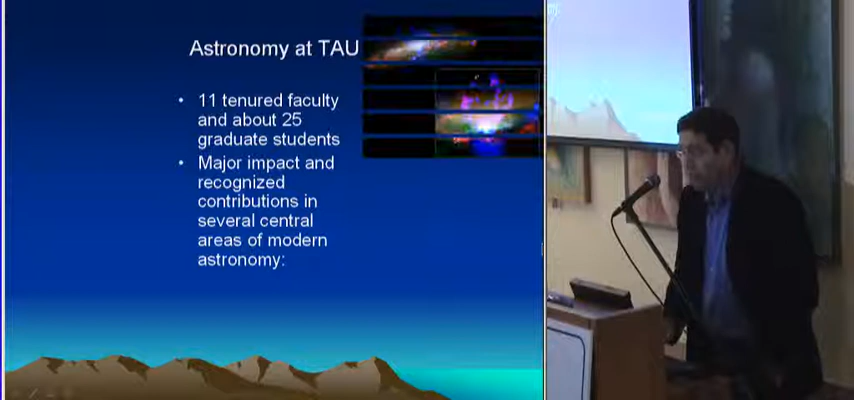 Astronomy at TAU
• 11 tenured faculty
and about 25
graduate students
• Major impact and
recognized
contributions in
several central
areas of modern
astronomy: